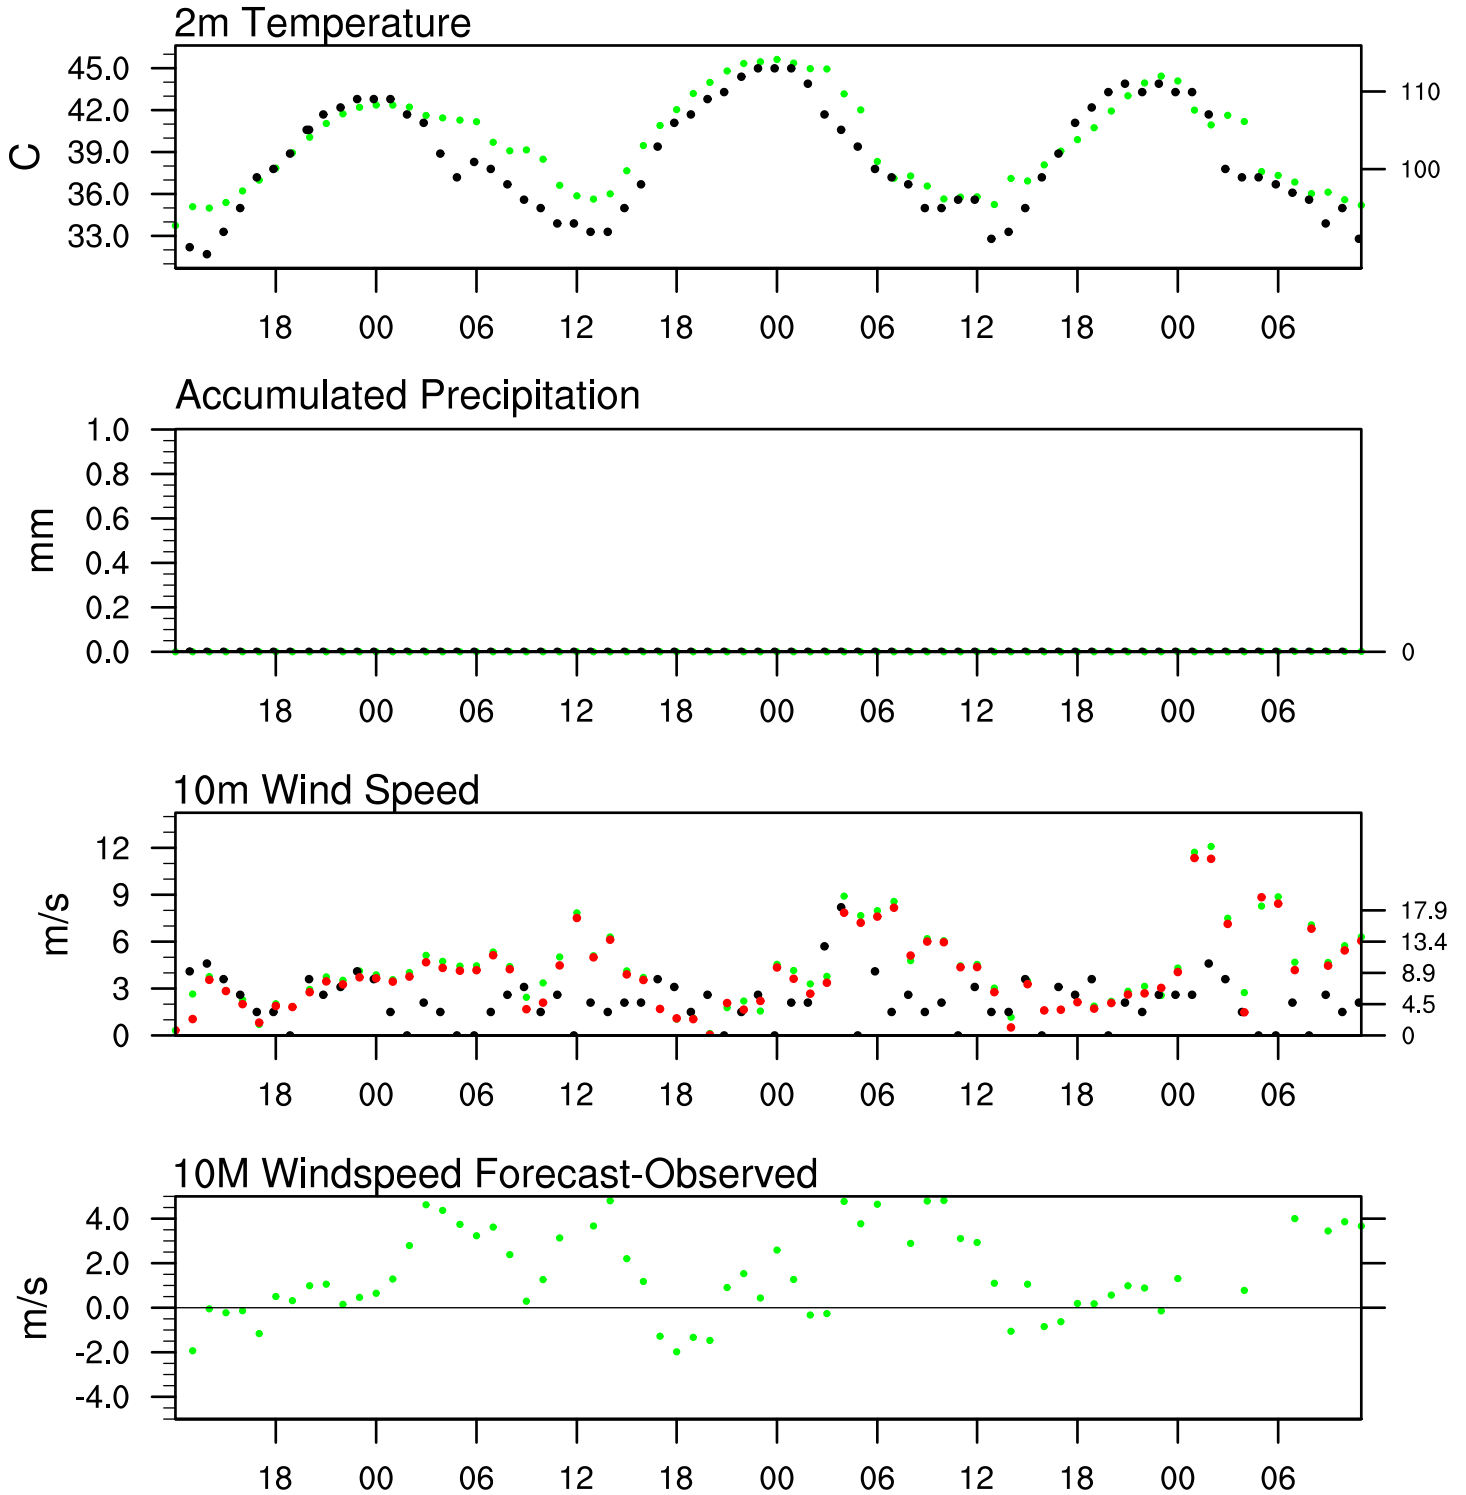 2m Temperature
45.0
42.0
39.0
36.0
33.0
C
110
100
18 00 06 12 18 00 06 12 18 00 06
Accumulated Precipitation
1.0
0.8
0.6
0.4
0.2
0.0
mm
0
18 00 06 12 18 00 06 12 18 00 06
10m Wind Speed
12
9
6
3
0
m/s
17.9
13.4
8.9
4.5
0
18 00 06 12 18 00 06 12 18 00 06
10M Windspeed Forecast-Observed
4.0
2.0
0.0
-2.0
-4.0
m/s
18 00 06 12 18 00 06 12 18 00 06